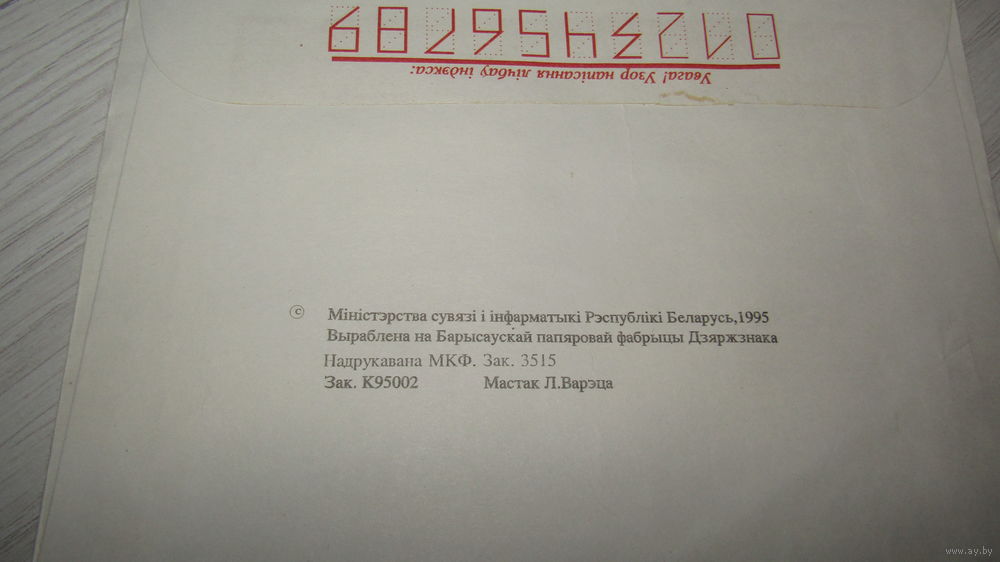 Увага! Узор напісання лічбаў індэкса:
0123456789
© Міністэрства сувязі і інфарматыкі Рэспублікі Беларусь,1995
Выраблена на Барысаускай папяровай фабрыцы Дзяржзнака
Надрукавана МКФ. Зак. 3515
Зак. К95002 Мастак Л.Варэца
www.ay.by